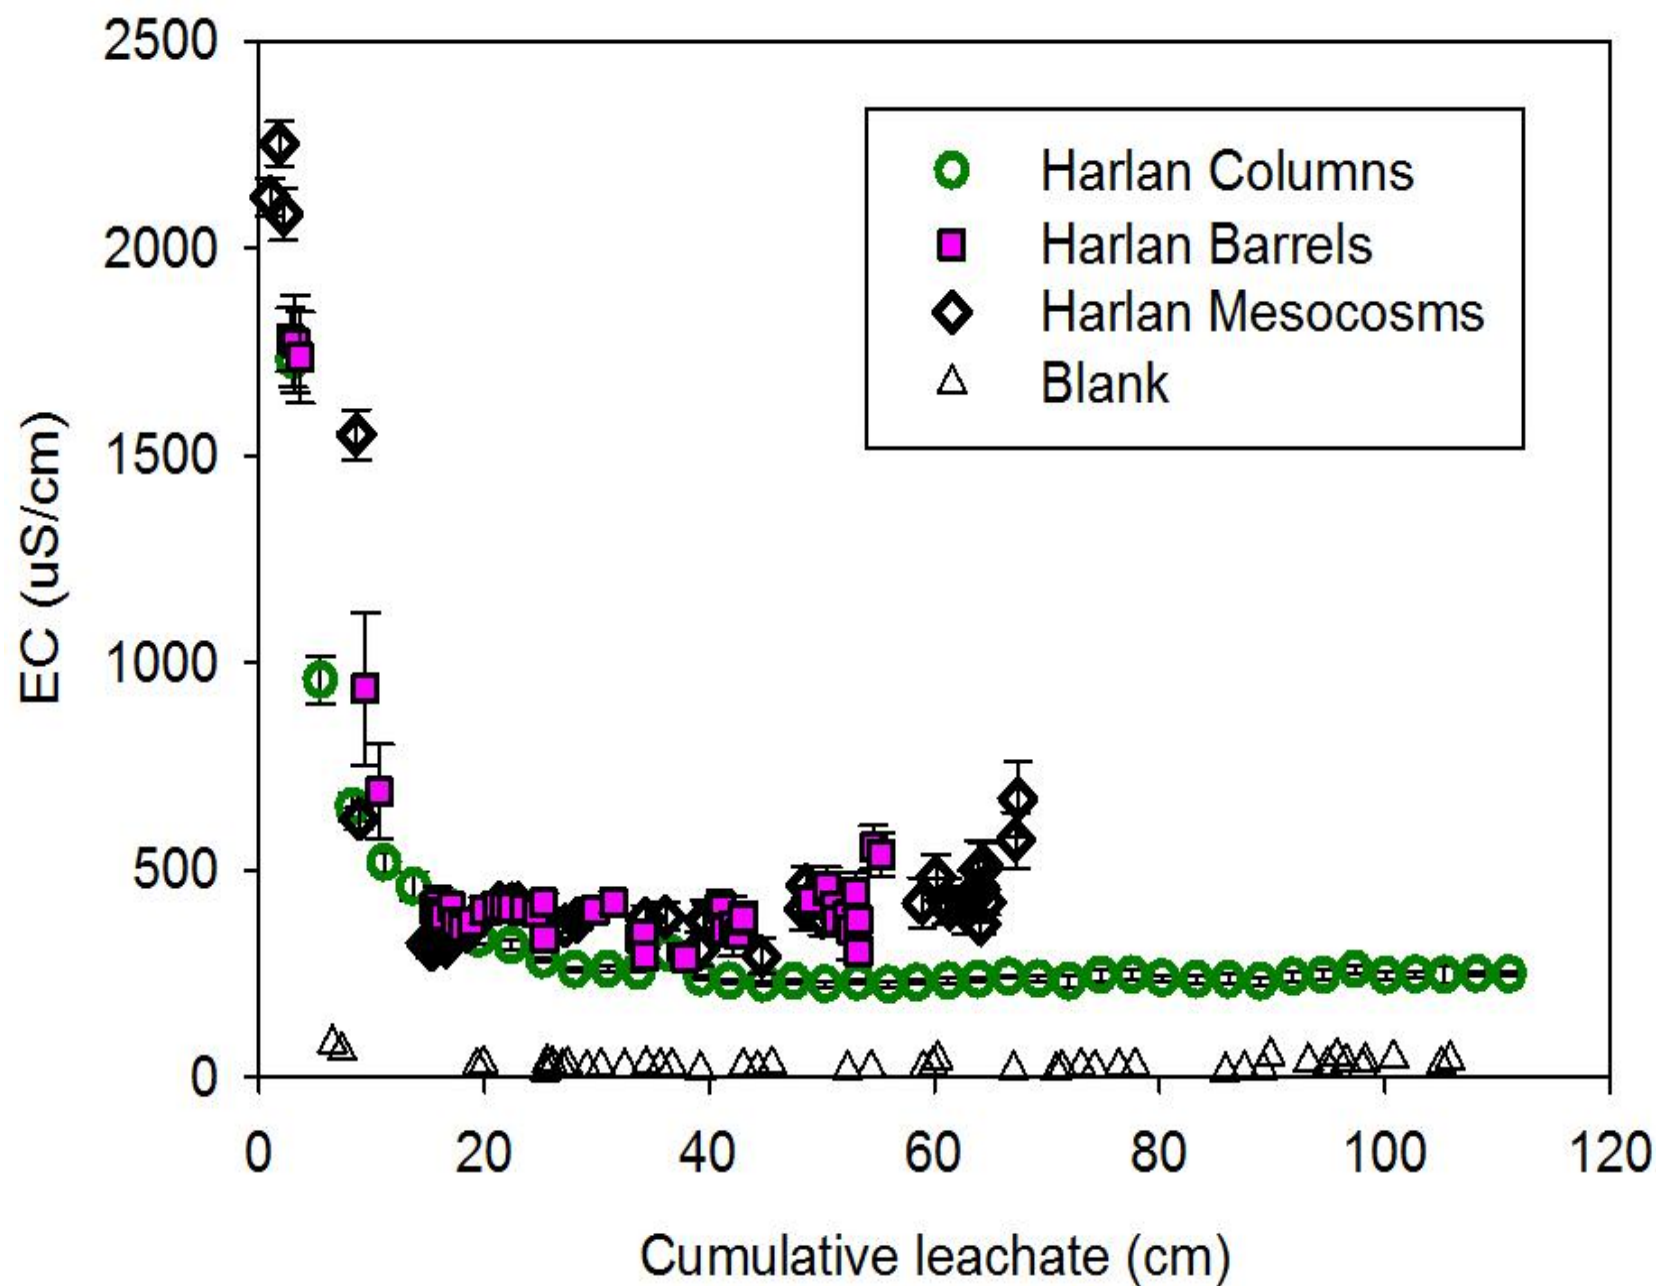 2500
2000
1500
1000
500
0
EC (uS/cm)
Harlan Columns
Harlan Barrels
Harlan Mesocosms
Blank
0 20 40 60 80 100 120
Cumulative leachate (cm)